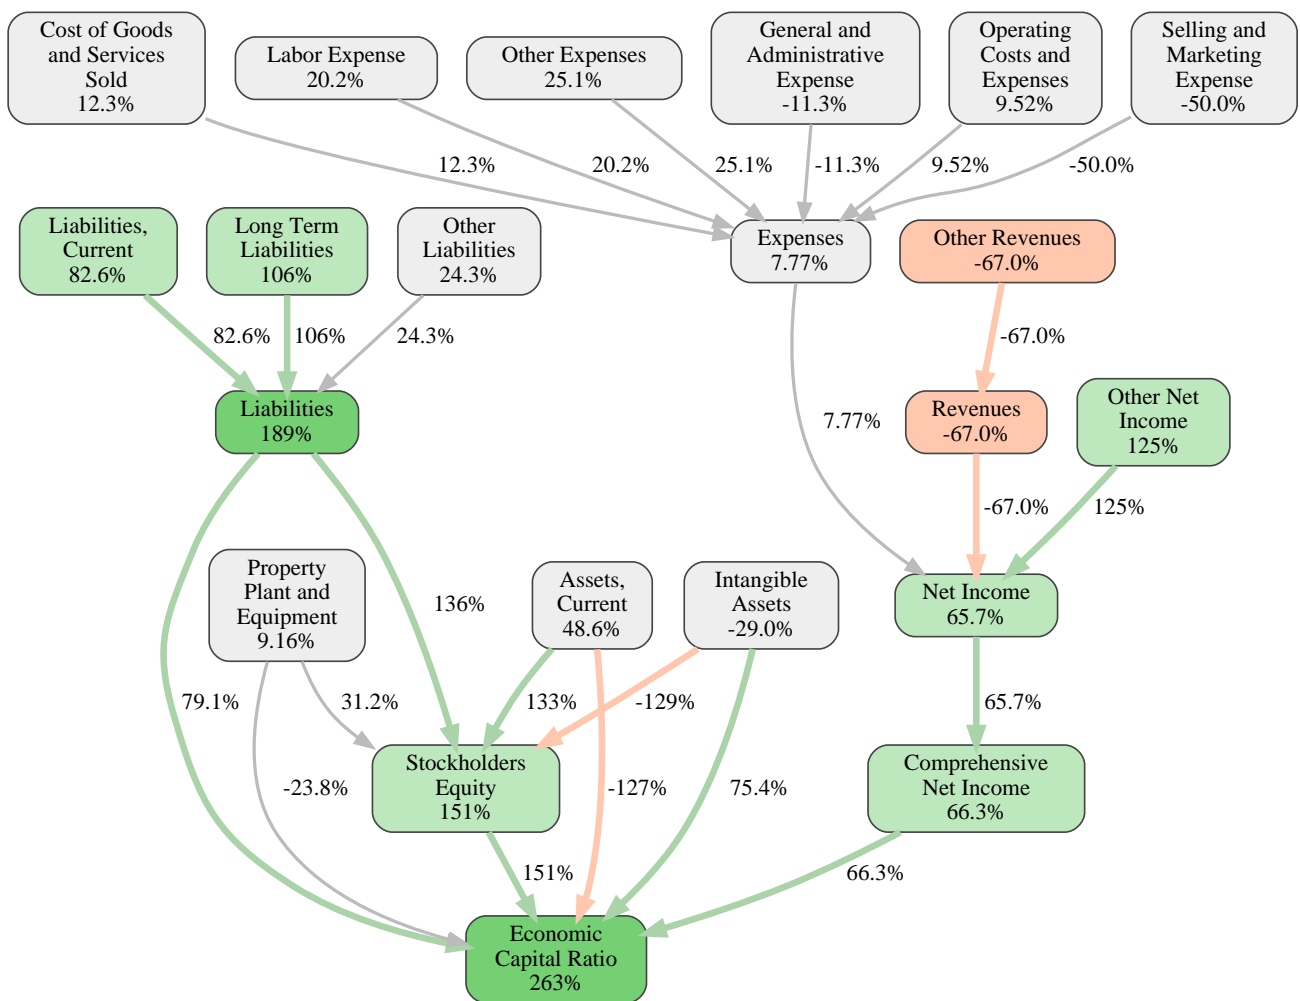 Cost of Goods
and Services
Sold
12.3%
Labor Expense
20.2%
Other Expenses
25.1%
General and
Administrative
Expense
-11.3%
Operating
Costs and
Expenses
9.52%
Selling and
Marketing
Expense
-50.0%
12.3%
20.2%
25.1%
-11.3%
9.52%
-50.0%
Liabilities,
Current
82.6%
Long Term
Liabilities
106%
Other
Liabilities
24.3%
Expenses
7.77%
Other Revenues
-67.0%
82.6%
106%
24.3%
-67.0%
Liabilities
189%
7.77%
Revenues
-67.0%
Other Net
Income
125%
-67.0%
125%
Property
Plant and
Equipment
9.16%
136%
Assets,
Current
48.6%
Intangible
Assets
-29.0%
Net Income
65.7%
79.1%
31.2%
133%
-129%
65.7%
-23.8%
Stockholders
Equity
151%
-127%
75.4%
Comprehensive
Net Income
66.3%
151%
66.3%
Economic
Capital Ratio
263%